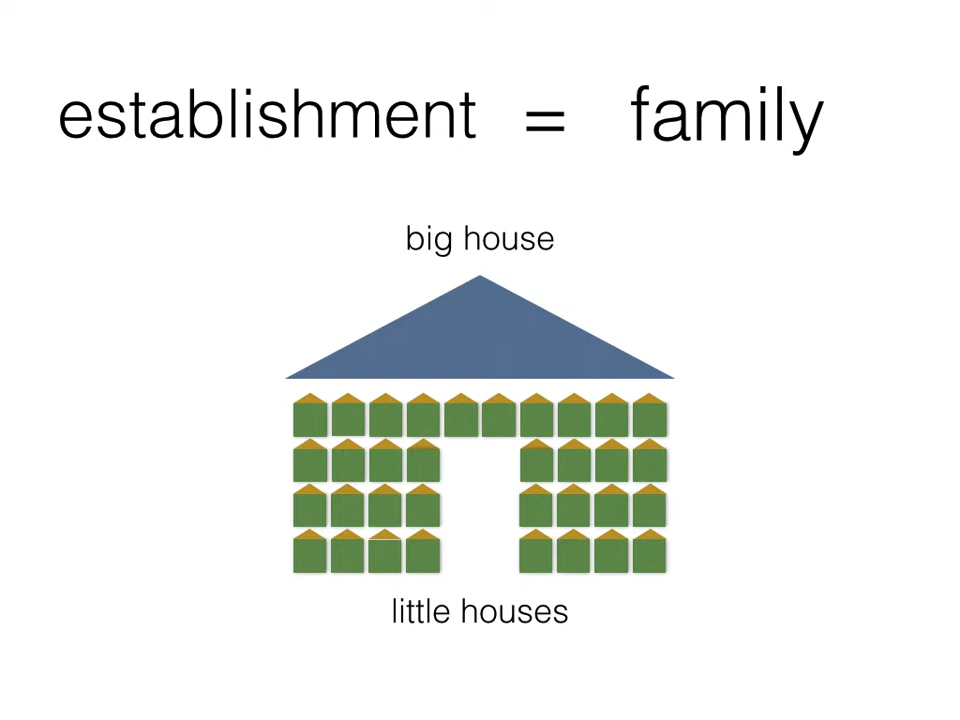 establishment = family
big house
little houses